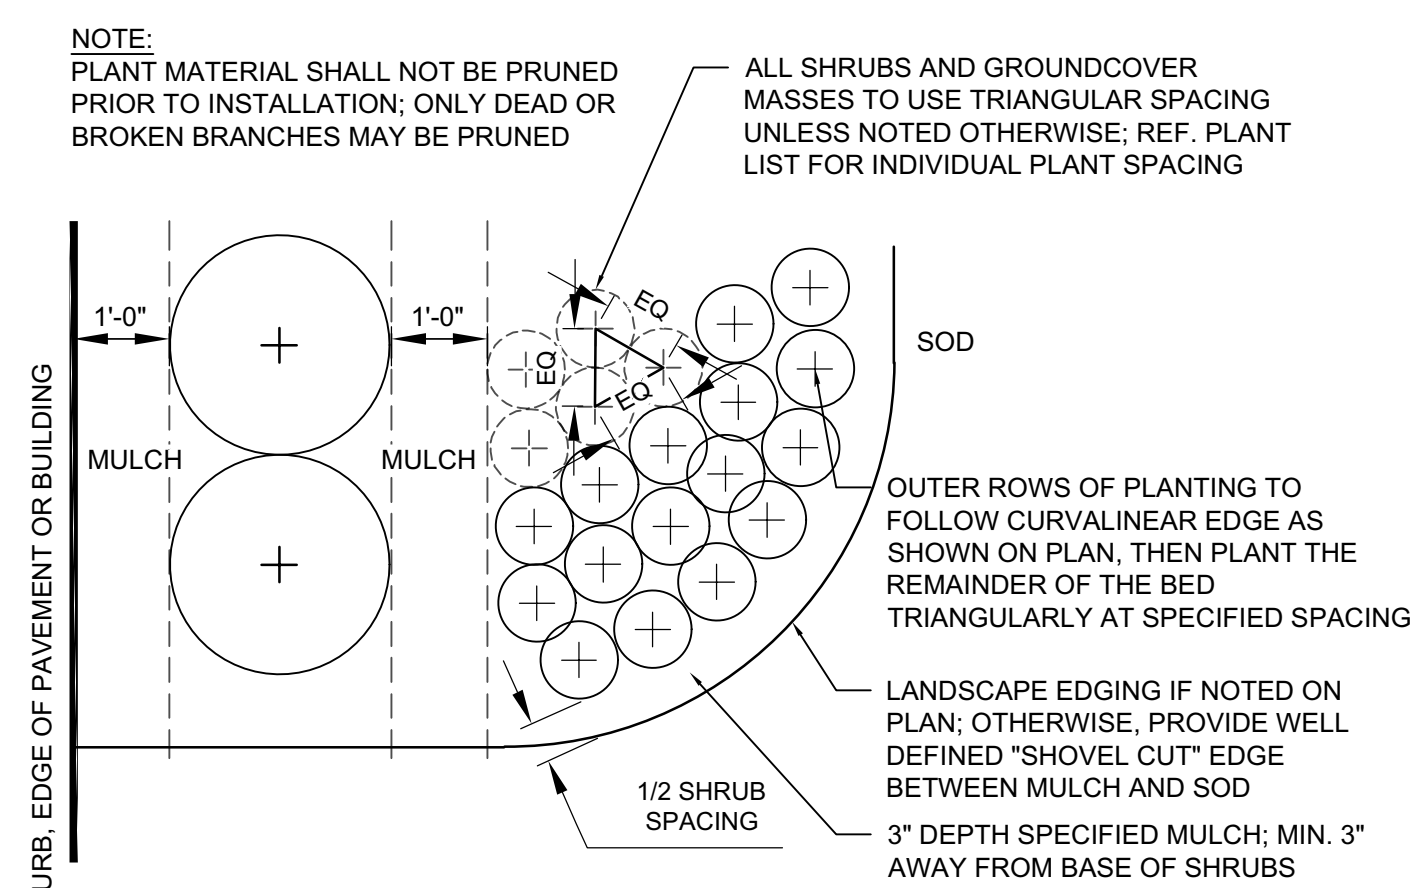 NOTE:
PLANT MATERIAL SHALL NOT BE PRUNED
PRIOR TO INSTALLATION; ONLY DEAD OR
BROKEN BRANCHES MAY BE PRUNED
ALL SHRUBS AND GROUNDCOVER
MASSES TO USE TRIANGULAR SPACING
UNLESS NOTED OTHERWISE; REF. PLANT
LIST FOR INDIVIDUAL PLANT SPACING
1'-0"
1'-0"
EQ
EQ
EQ
SOD
MULCH
MULCH
URB, EDGE OF PAVEMENT OR BUILDING
OUTER ROWS OF PLANTING TO
FOLLOW CURVALINEAR EDGE AS
SHOWN ON PLAN, THEN PLANT THE
REMAINDER OF THE BED
TRIANGULARLY AT SPECIFIED SPACING
LANDSCAPE EDGING IF NOTED ON
PLAN; OTHERWISE, PROVIDE WELL
DEFINED "SHOVEL CUT" EDGE
BETWEEN MULCH AND SOD
1/2 SHRUB
SPACING
3" DEPTH SPECIFIED MULCH; MIN. 3"
AWAY FROM BASE OF SHRUBS